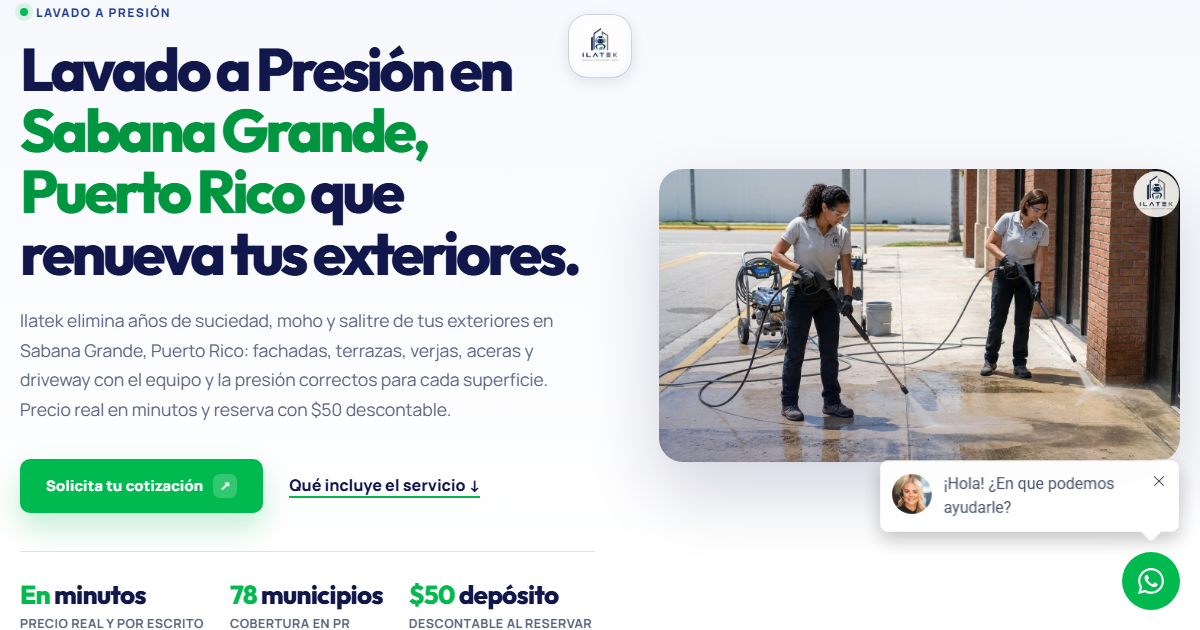 LAVADO A PRESIÓN
ILATEK
Lavado a Presión en
Sabana Grande,
Puerto Rico que
renueva tus exteriores.
Ilatek elimina años de suciedad, moho y salitre de tus exteriores en
Sabana Grande, Puerto Rico: fachadas, terrazas, verjas, aceras y
driveway con el equipo y la presión correctos para cada superficie.
Precio real en minutos y reserva con $50 descontable.
Solicita tu cotización ↗
Qué incluye el servicio ↓
ILATEK
¡Hola! ¿En que podemos
ayudarle?
En minutos
PRECIO REAL Y POR ESCRITO
78 municipios
COBERTURA EN PR
$50 depósito
DESCONTABLE AL RESERVAR